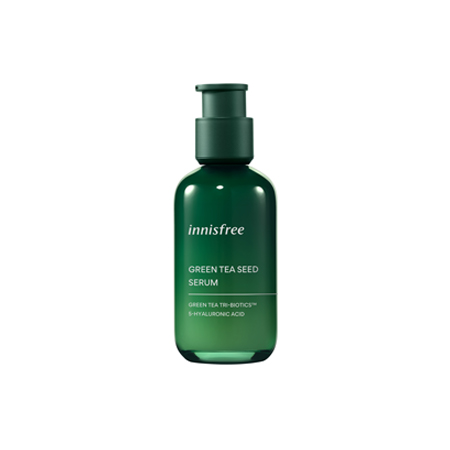 innisfree
GREEN TEA SEED
SERUM
GREEN TEA TRI-BIOTICS™
5-HYALURONIC ACID